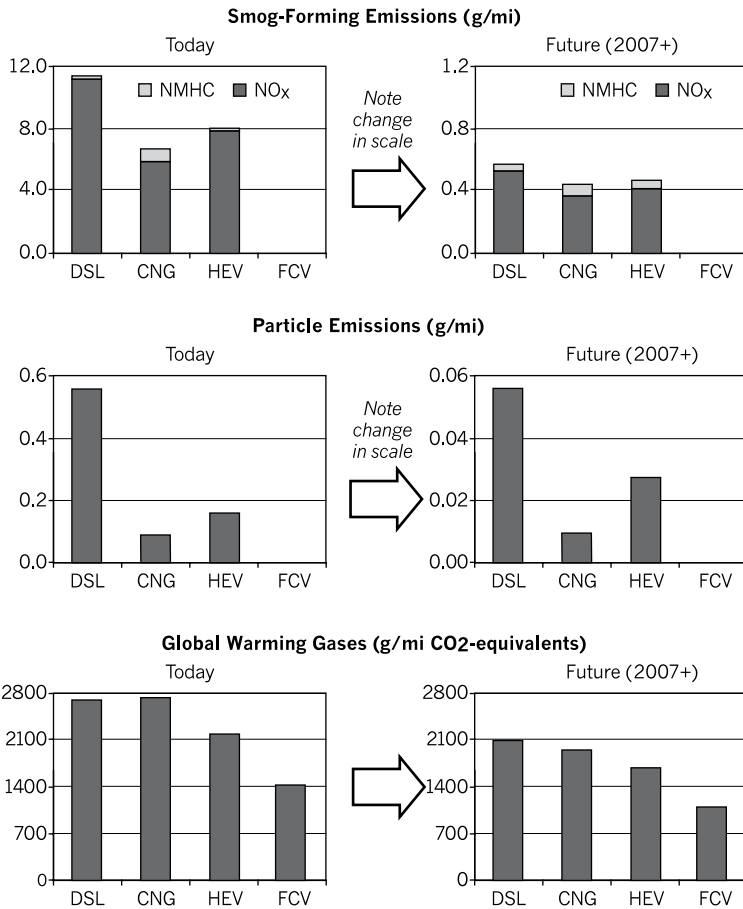 Smog-Forming Emissions (g/mi)
Today
Future (2007+)
12.0
8.0
4.0
0.0
NMHC NOx
DSL CNG HEV FCV
Note
change
in scale
1.2
0.8
0.4
0.0
NMHC NOx
DSL CNG HEV FCV
Particle Emissions (g/mi)
Today
Future (2007+)
0.6
0.4
0.2
0.0
DSL CNG HEV FCV
Note
change
in scale
0.06
0.04
0.02
0.00
DSL CNG HEV FCV
Global Warming Gases (g/mi CO2-equivalents)
Today
Future (2007+)
2800
2100
1400
700
0
DSL CNG HEV FCV
2800
2100
1400
700
0
DSL CNG HEV FCV